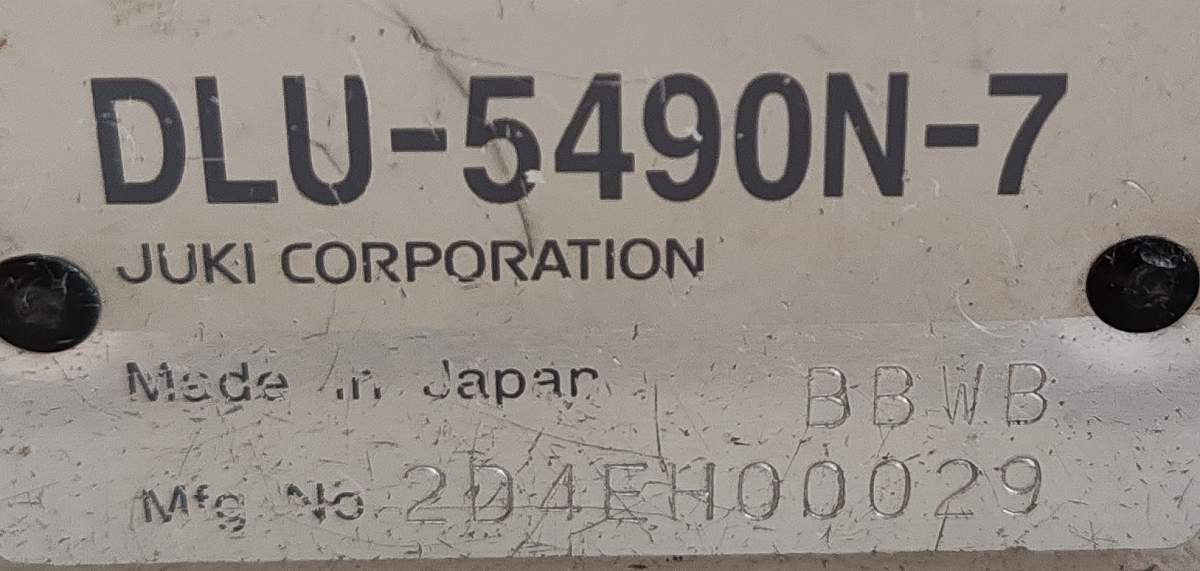 DLU-5490N-7
JUKI CORPORATION
Made in Japan BBWB
Mfg No 2D4EH00029